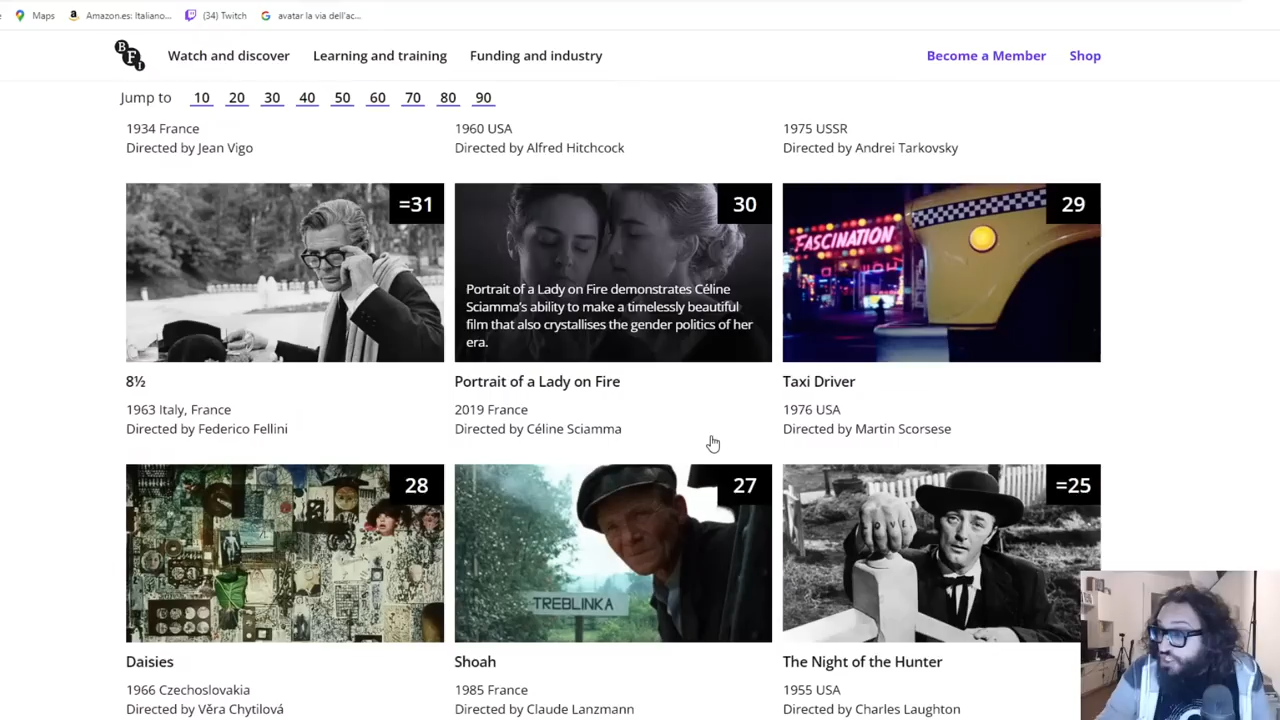 Maps
Amazon.es: Italiano...
(34) Twitch
avatar la via dell'ac...
BFI
Watch and discover
Learning and training
Funding and industry
Become a Member
Shop
Jump to 10 20 30 40 50 60 70 80 90
1934 France
Directed by Jean Vigo
1960 USA
Directed by Alfred Hitchcock
1975 USSR
Directed by Andrei Tarkovsky
=31
8½
1963 Italy, France
Directed by Federico Fellini
30
Portrait of a Lady on Fire demonstrates Céline
Sciamma's ability to make a timelessly beautiful
film that also crystallises the gender politics of her
era.
Portrait of a Lady on Fire
2019 France
Directed by Céline Sciamma
29
FASCINATION
Taxi Driver
1976 USA
Directed by Martin Scorsese
28
Daisies
1966 Czechoslovakia
Directed by Věra Chytilová
27
TREBLINKA
Shoah
1985 France
Directed by Claude Lanzmann
=25
LOVE
The Night of the Hunter
1955 USA
Directed by Charles Laughton